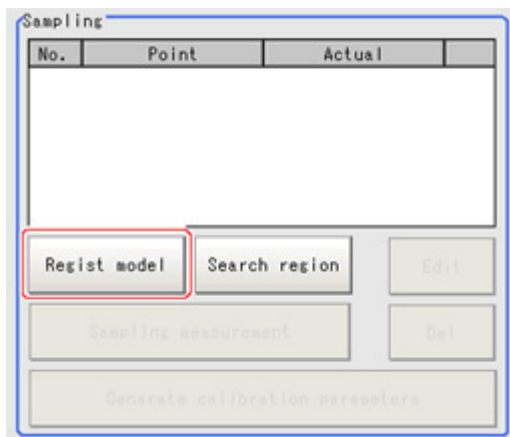 Sampling
No. Point Actual
Regist model Search region Edit
Sampling measurement Del
Generate calibration parameters